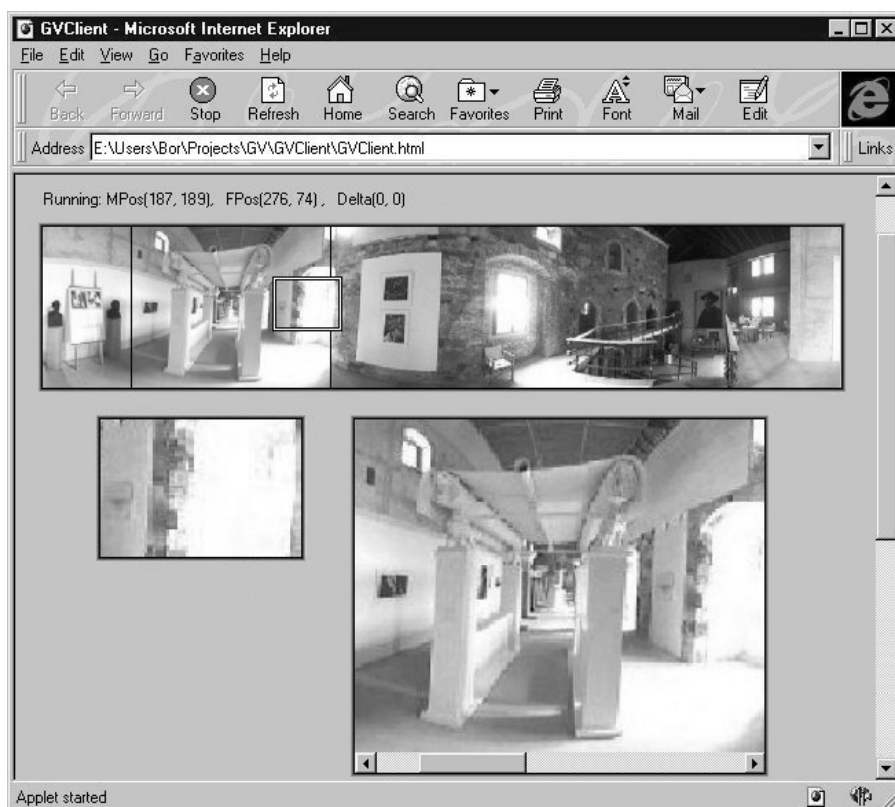 GVClient - Microsoft Internet Explorer
File Edit View Go Favorites Help
Back Forward Stop Refresh Home Search Favorites Print Font Mail Edit
Address E:\Users\Bor\Projects\GV\GVClient\GVClient.html Links
Running: MPos(187, 189), FPos(276, 74) , Delta(0, 0)
Applet started